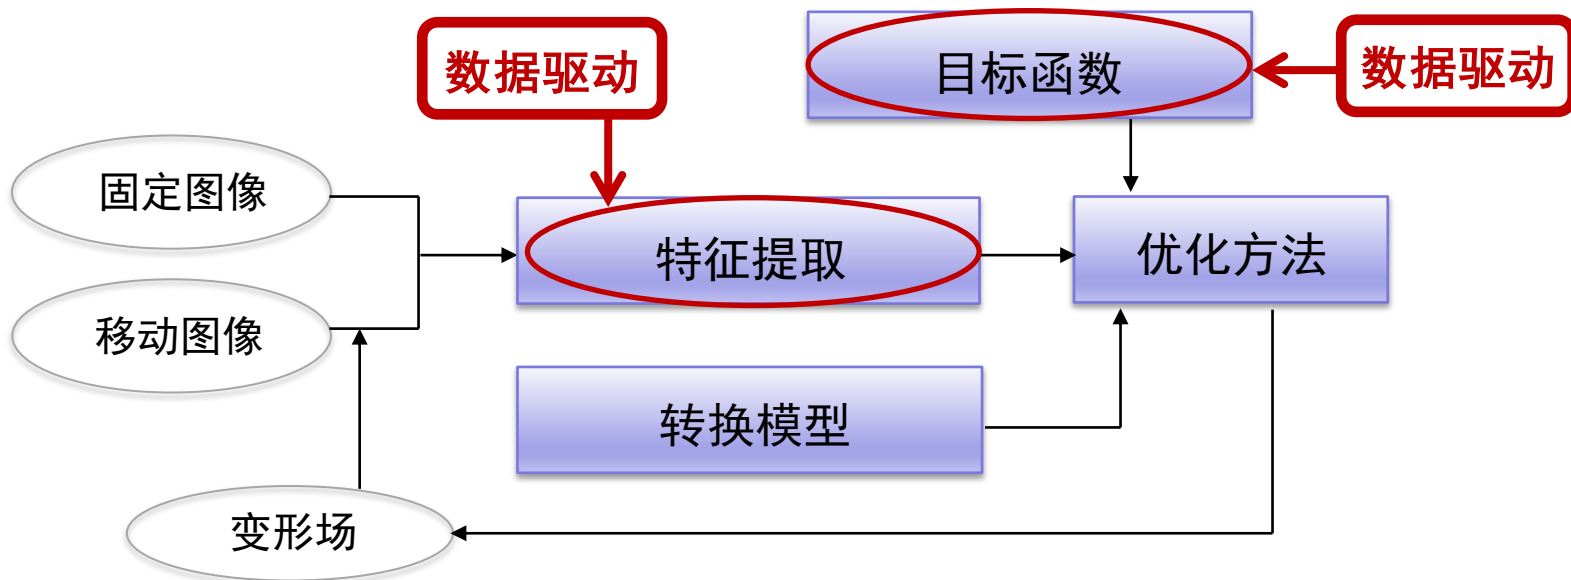 数据驱动
目标函数
数据驱动
固定图像
特征提取
优化方法
移动图像
转换模型
变形场